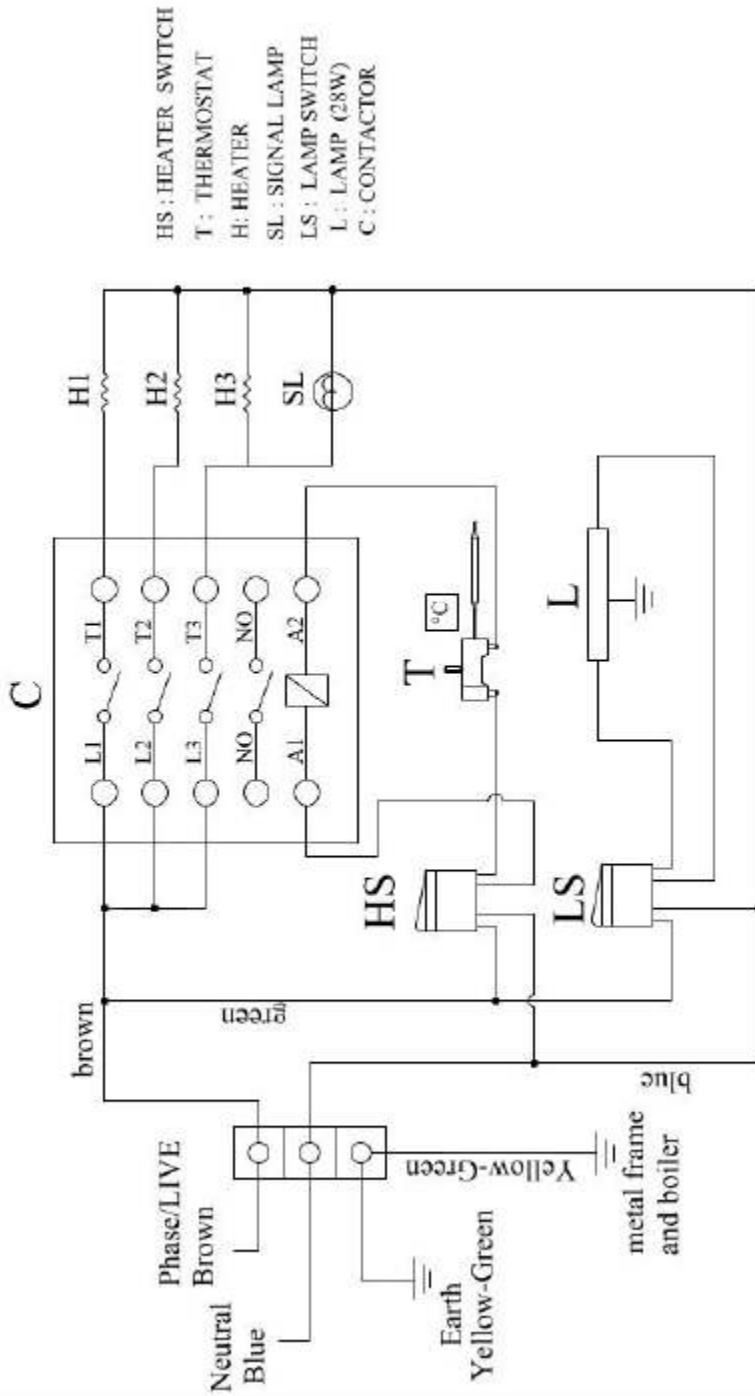 HS : HEATER SWITCH
T : THERMOSTAT
H: HEATER
SL : SIGNAL LAMP
LS : LAMP SWITCH
L : LAMP (28W)
C : CONTACTOR
C
L1
T1
L2
T2
L3
T3
NO
NO
A1
A2
H1
H2
H3
SL
brown
green
Phase/LIVE
Brown
Neutral
Blue
Earth
Yellow-Green
Yellow-Green
metal frame
and boiler
blue
HS
T
°C
LS
L